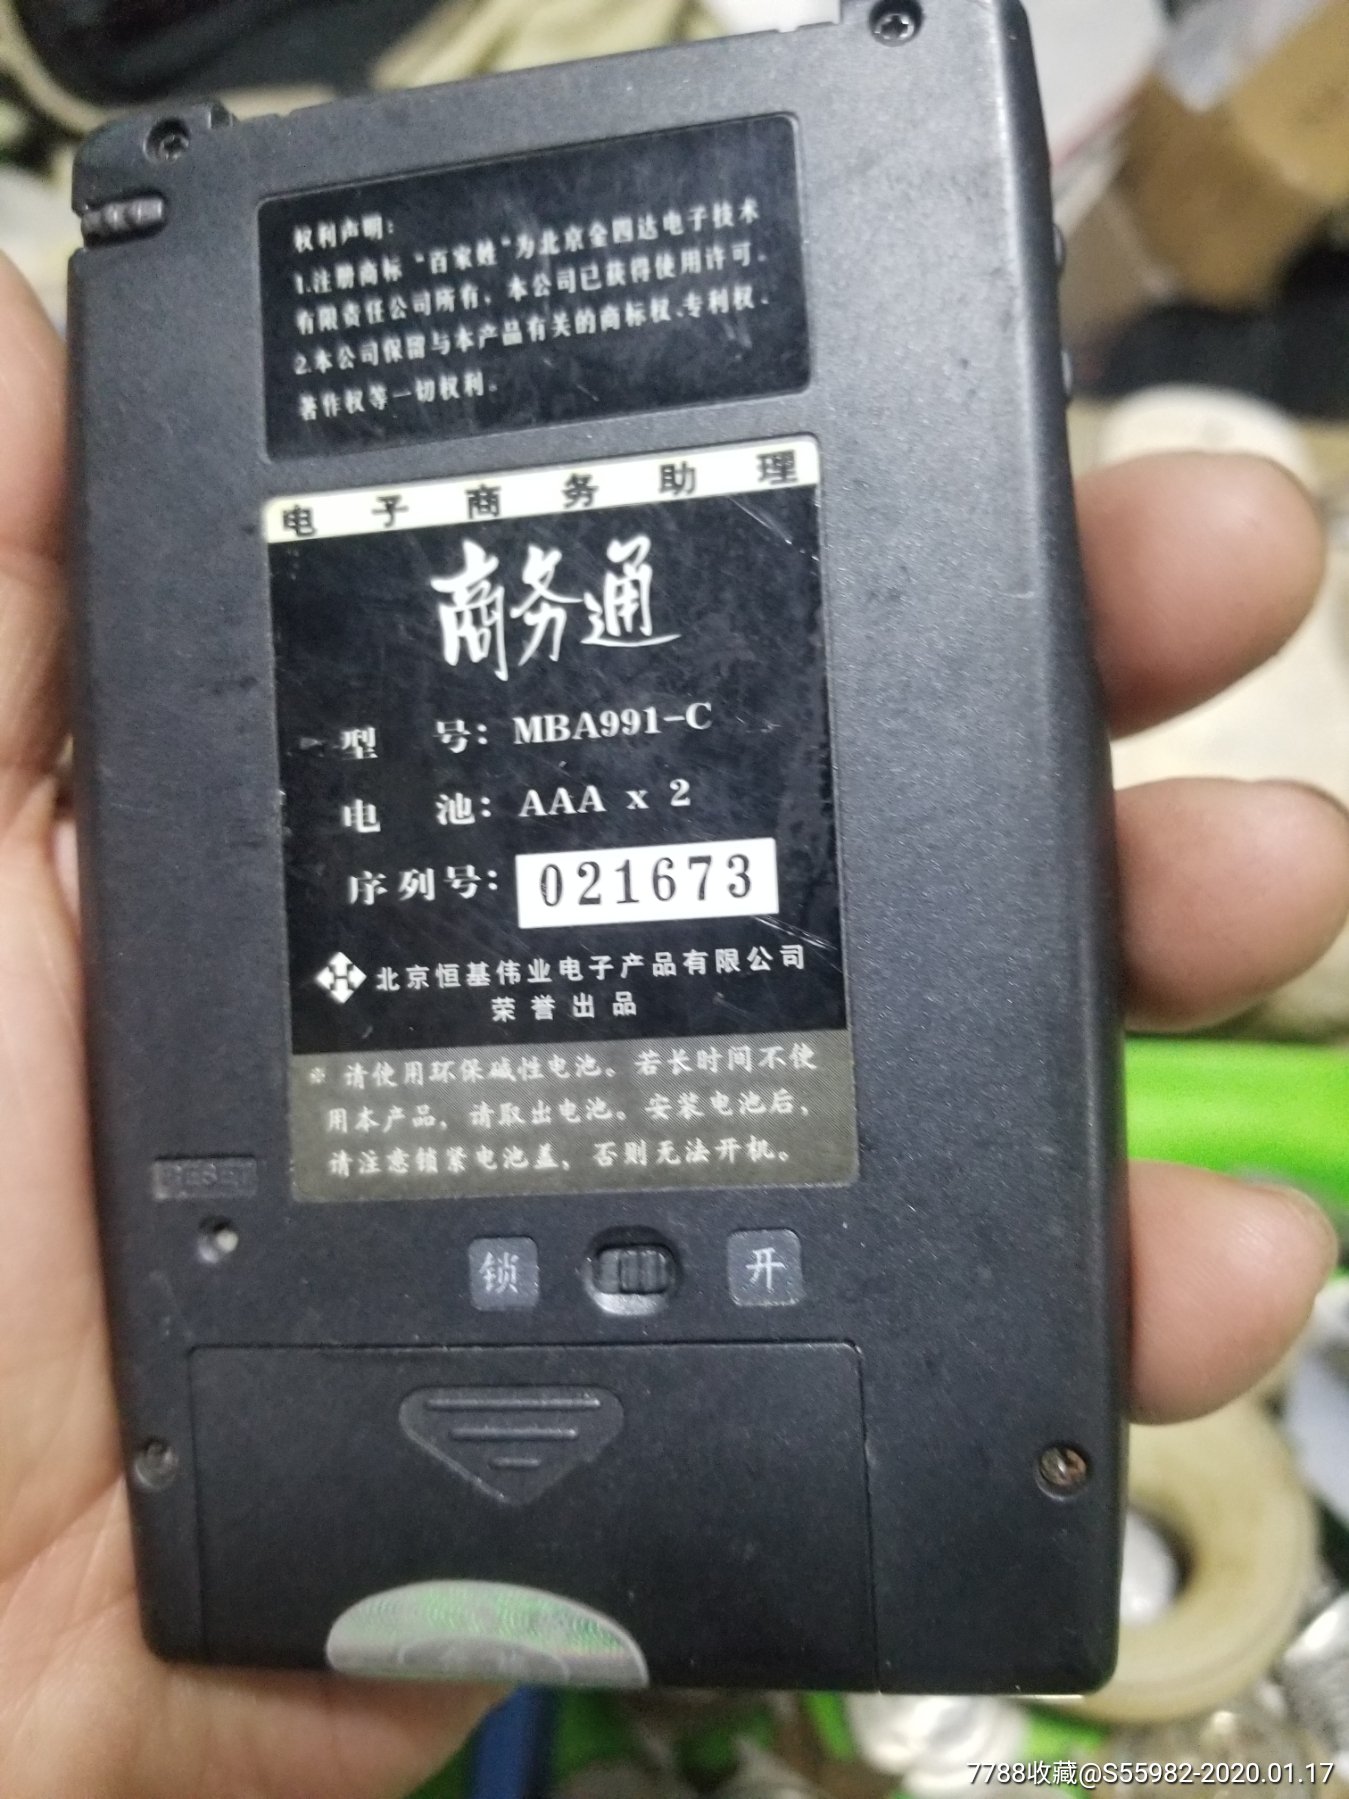 权利声明:
1.注册商标“百家姓”为北京金四达电子技术
有限责任公司所有，本公司已获得使用许可。
2.本公司保留与本产品有关的商标权、专利权、
著作权等一切权利。
电子商务助理
商务通
型 号: MBA991-C
电 池: AAA x 2
序列号: 021673
北京恒基伟业电子产品有限公司
荣誉出品
※ 请使用环保碱性电池。若长时间不使
用本产品，请取出电池。安装电池后，
请注意锁紧电池盖，否则无法开机。
RESET
锁 开
7788收藏@S55982-2020.01.17